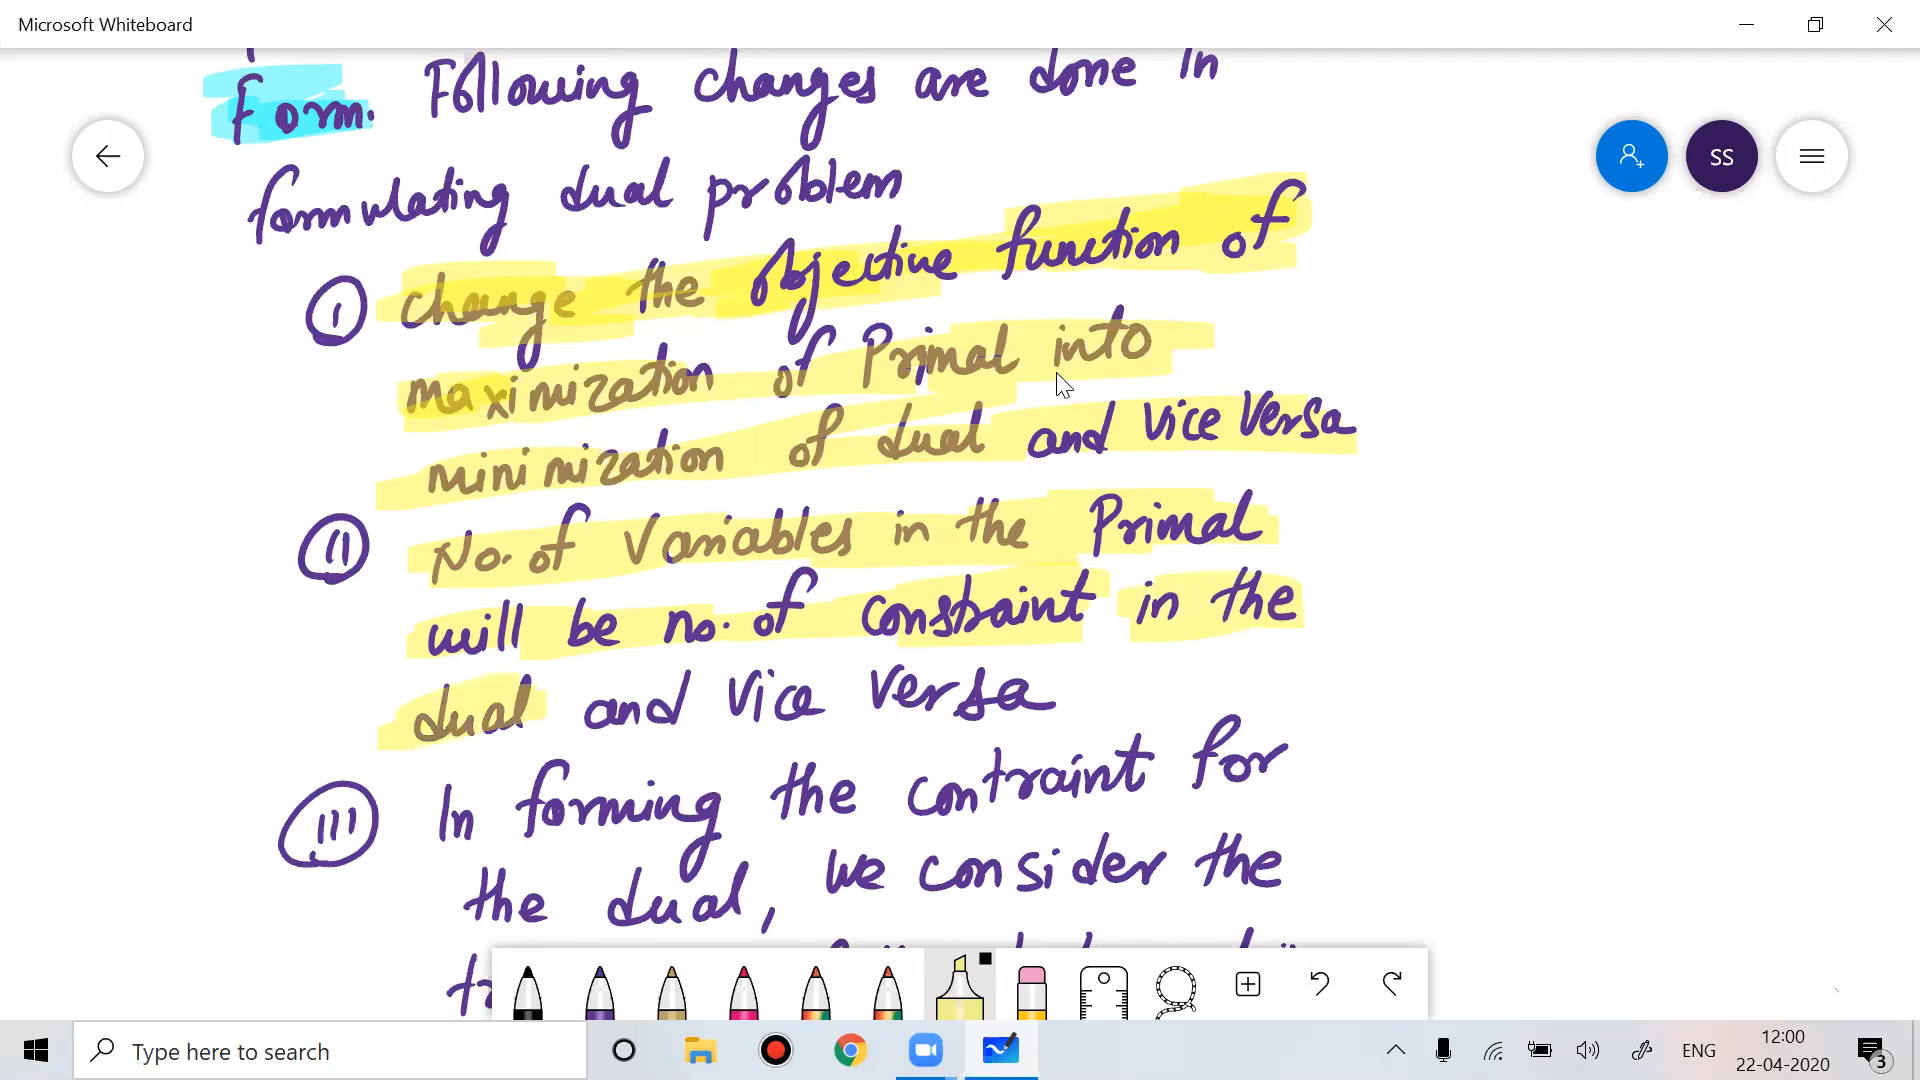 Microsoft Whiteboard
Form. Following changes are done in
formulating dual problem
SS
I change the objective function of
maximization of Primal into
minimization of dual and Vice Versa
II No. of Variables in the Primal
will be no. of constraint in the
dual and Vice Versa
III In forming the contraint for
the dual, we consider the
Type here to search
ENG
12:00
22-04-2020
3